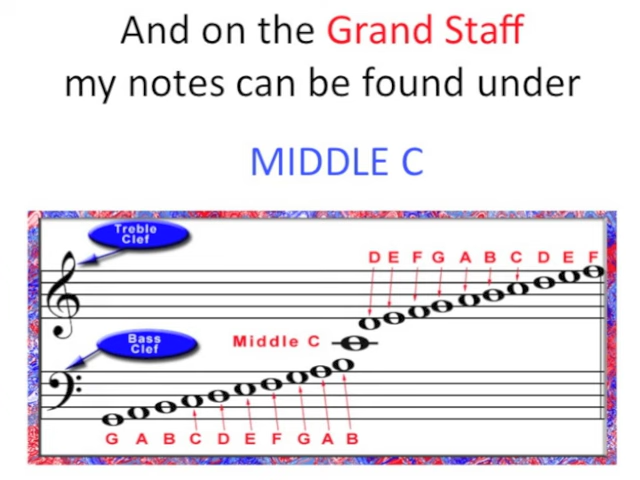 And on the Grand Staff
my notes can be found under
MIDDLE C
Treble
Clef
D E F G A B C D E F
Middle C
Bass
Clef
G A B C D E F G A B